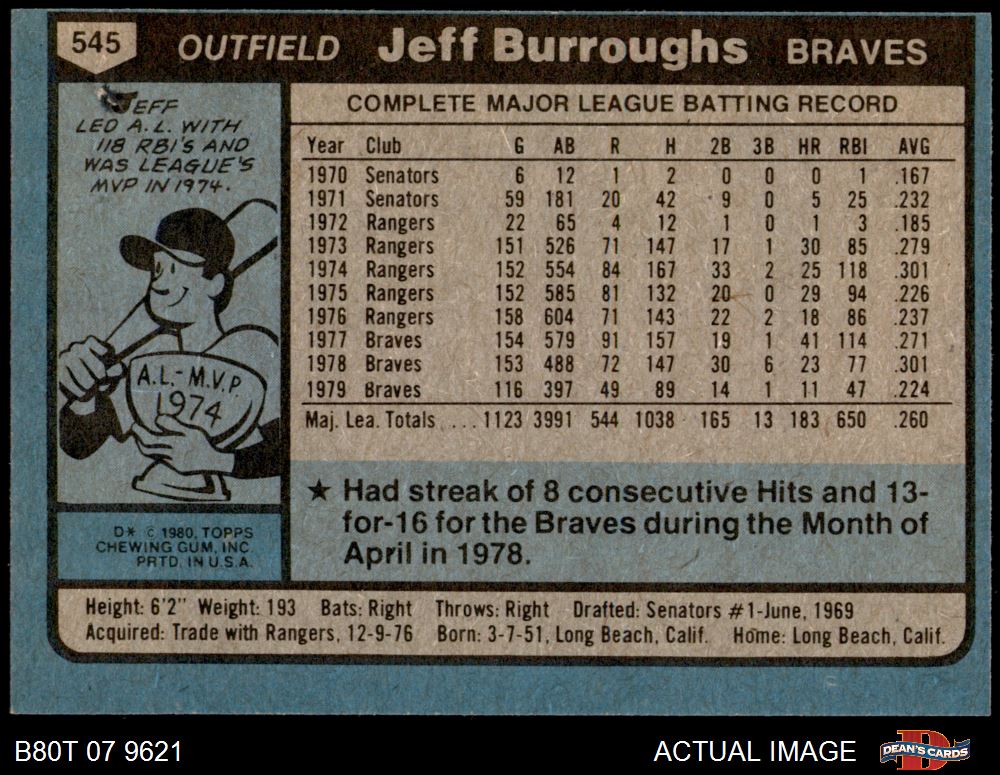 545 OUTFIELD Jeff Burroughs BRAVES
JEFF
LED A.L. WITH
118 RBI'S AND
WAS LEAGUE'S
MVP IN 1974.
A.L.-M.V.P.
1974
D* © 1980, TOPPS
CHEWING GUM, INC.
PRTD. IN U.S.A.
COMPLETE MAJOR LEAGUE BATTING RECORD
Year Club G AB R H 2B 3B HR RBI AVG
1970 Senators 6 12 1 2 0 0 0 1 .167
1971 Senators 59 181 20 42 9 0 5 25 .232
1972 Rangers 22 65 4 12 1 0 1 3 .185
1973 Rangers 151 526 71 147 17 1 30 85 .279
1974 Rangers 152 554 84 167 33 2 25 118 .301
1975 Rangers 152 585 81 132 20 0 29 94 .226
1976 Rangers 158 604 71 143 22 2 18 86 .237
1977 Braves 154 579 91 157 19 1 41 114 .271
1978 Braves 153 488 72 147 30 6 23 77 .301
1979 Braves 116 397 49 89 14 1 11 47 .224
Maj. Lea. Totals ....1123 3991 544 1038 165 13 183 650 .260
★ Had streak of 8 consecutive Hits and 13-
for-16 for the Braves during the Month of
April in 1978.
Height: 6'2" Weight: 193 Bats: Right Throws: Right Drafted: Senators #1-June, 1969
Acquired: Trade with Rangers, 12-9-76 Born: 3-7-51, Long Beach, Calif. Home: Long Beach, Calif.
B80T 07 9621 ACTUAL IMAGE DEAN'S CARDS